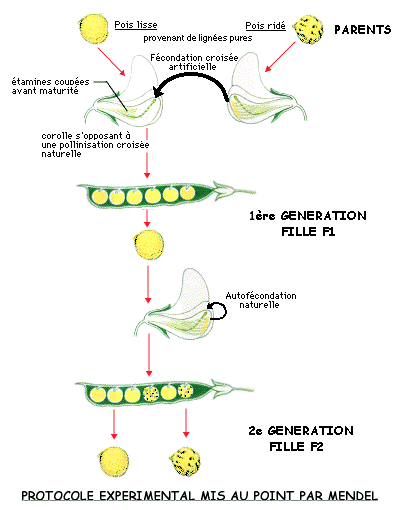 Pois lisse
Pois ridé
PARENTS
provenant de lignées pures
Fécondation croisée
artificielle
étamines coupées
avant maturité
corolle s'opposant à
une pollinisation croisée
naturelle
1ère GENERATION
FILLE F1
Autofécondation
naturelle
2e GENERATION
FILLE F2
PROTOCOLE EXPERIMENTAL MIS AU POINT PAR MENDEL